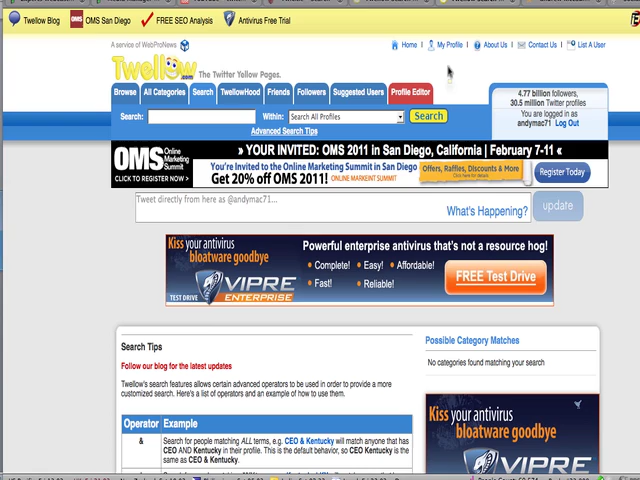 Twellow Blog OMS San Diego FREE SEO Analysis Antivirus Free Trial
A service of WebProNews
Home My Profile About Us Contact Us List A User
Twellow.com The Twitter Yellow Pages.
Browse All Categories Search TwellowHood Friends Followers Suggested Users Profile Editor
4.77 billion followers,
30.5 million Twitter profiles
You are logged in as
andymac71 Log Out
Search: Within: Search All Profiles Search
Advanced Search Tips
OMS Online Marketing Summit
CLICK TO REGISTER NOW >
» YOUR INVITED: OMS 2011 in San Diego, California | February 7-11 «
You're Invited to the Online Marketing Summit in San Diego
Get 20% off OMS 2011! ONLINE MARKEINT SUMMIT
Offers, Raffles, Discounts & More
Click here for details
Register Today
Tweet directly from here as @andymac71...
What's Happening?
update
Kiss your antivirus
bloatware goodbye
TEST DRIVE VIPRE ENTERPRISE
Powerful enterprise antivirus that's not a resource hog!
• Complete! • Easy! • Affordable!
• Fast! • Reliable!
FREE Test Drive
Search Tips
Follow our blog for the latest updates
Twellow's search features allows certain advanced operators to be used in order to provide a
more customized search. Here's a list of operators and an example of how to use them.
Operator Example
& Search for people matching ALL terms, e.g. CEO & Kentucky will match anyone that has
CEO AND Kentucky in their profile. This is the default behavior, so CEO Kentucky is the
same as CEO & Kentucky.
Possible Category Matches
No categories found matching your search
Kiss your antivirus
bloatware goodbye
VIPRE